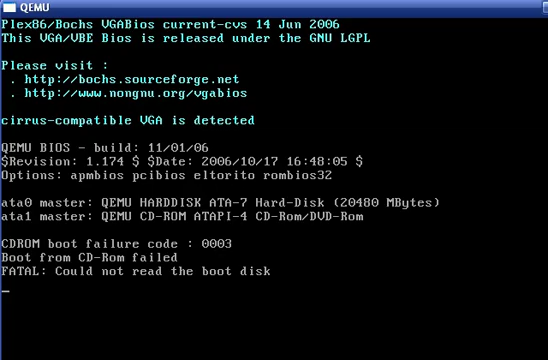 QEMU
Plex86/Bochs VGABios current-cvs 14 Jun 2006
This VGA/VBE Bios is released under the GNU LGPL
Please visit :
. http://bochs.sourceforge.net
. http://www.nongnu.org/vgabios
cirrus-compatible VGA is detected
QEMU BIOS - build: 11/01/06
$Revision: 1.174 $ $Date: 2006/10/17 16:48:05 $
Options: apmbios pcibios eltorito rombios32
ata0 master: QEMU HARDDISK ATA-7 Hard-Disk (20480 MBytes)
ata1 master: QEMU CD-ROM ATAPI-4 CD-Rom/DVD-Rom
CDROM boot failure code : 0003
Boot from CD-Rom failed
FATAL: Could not read the boot disk
_